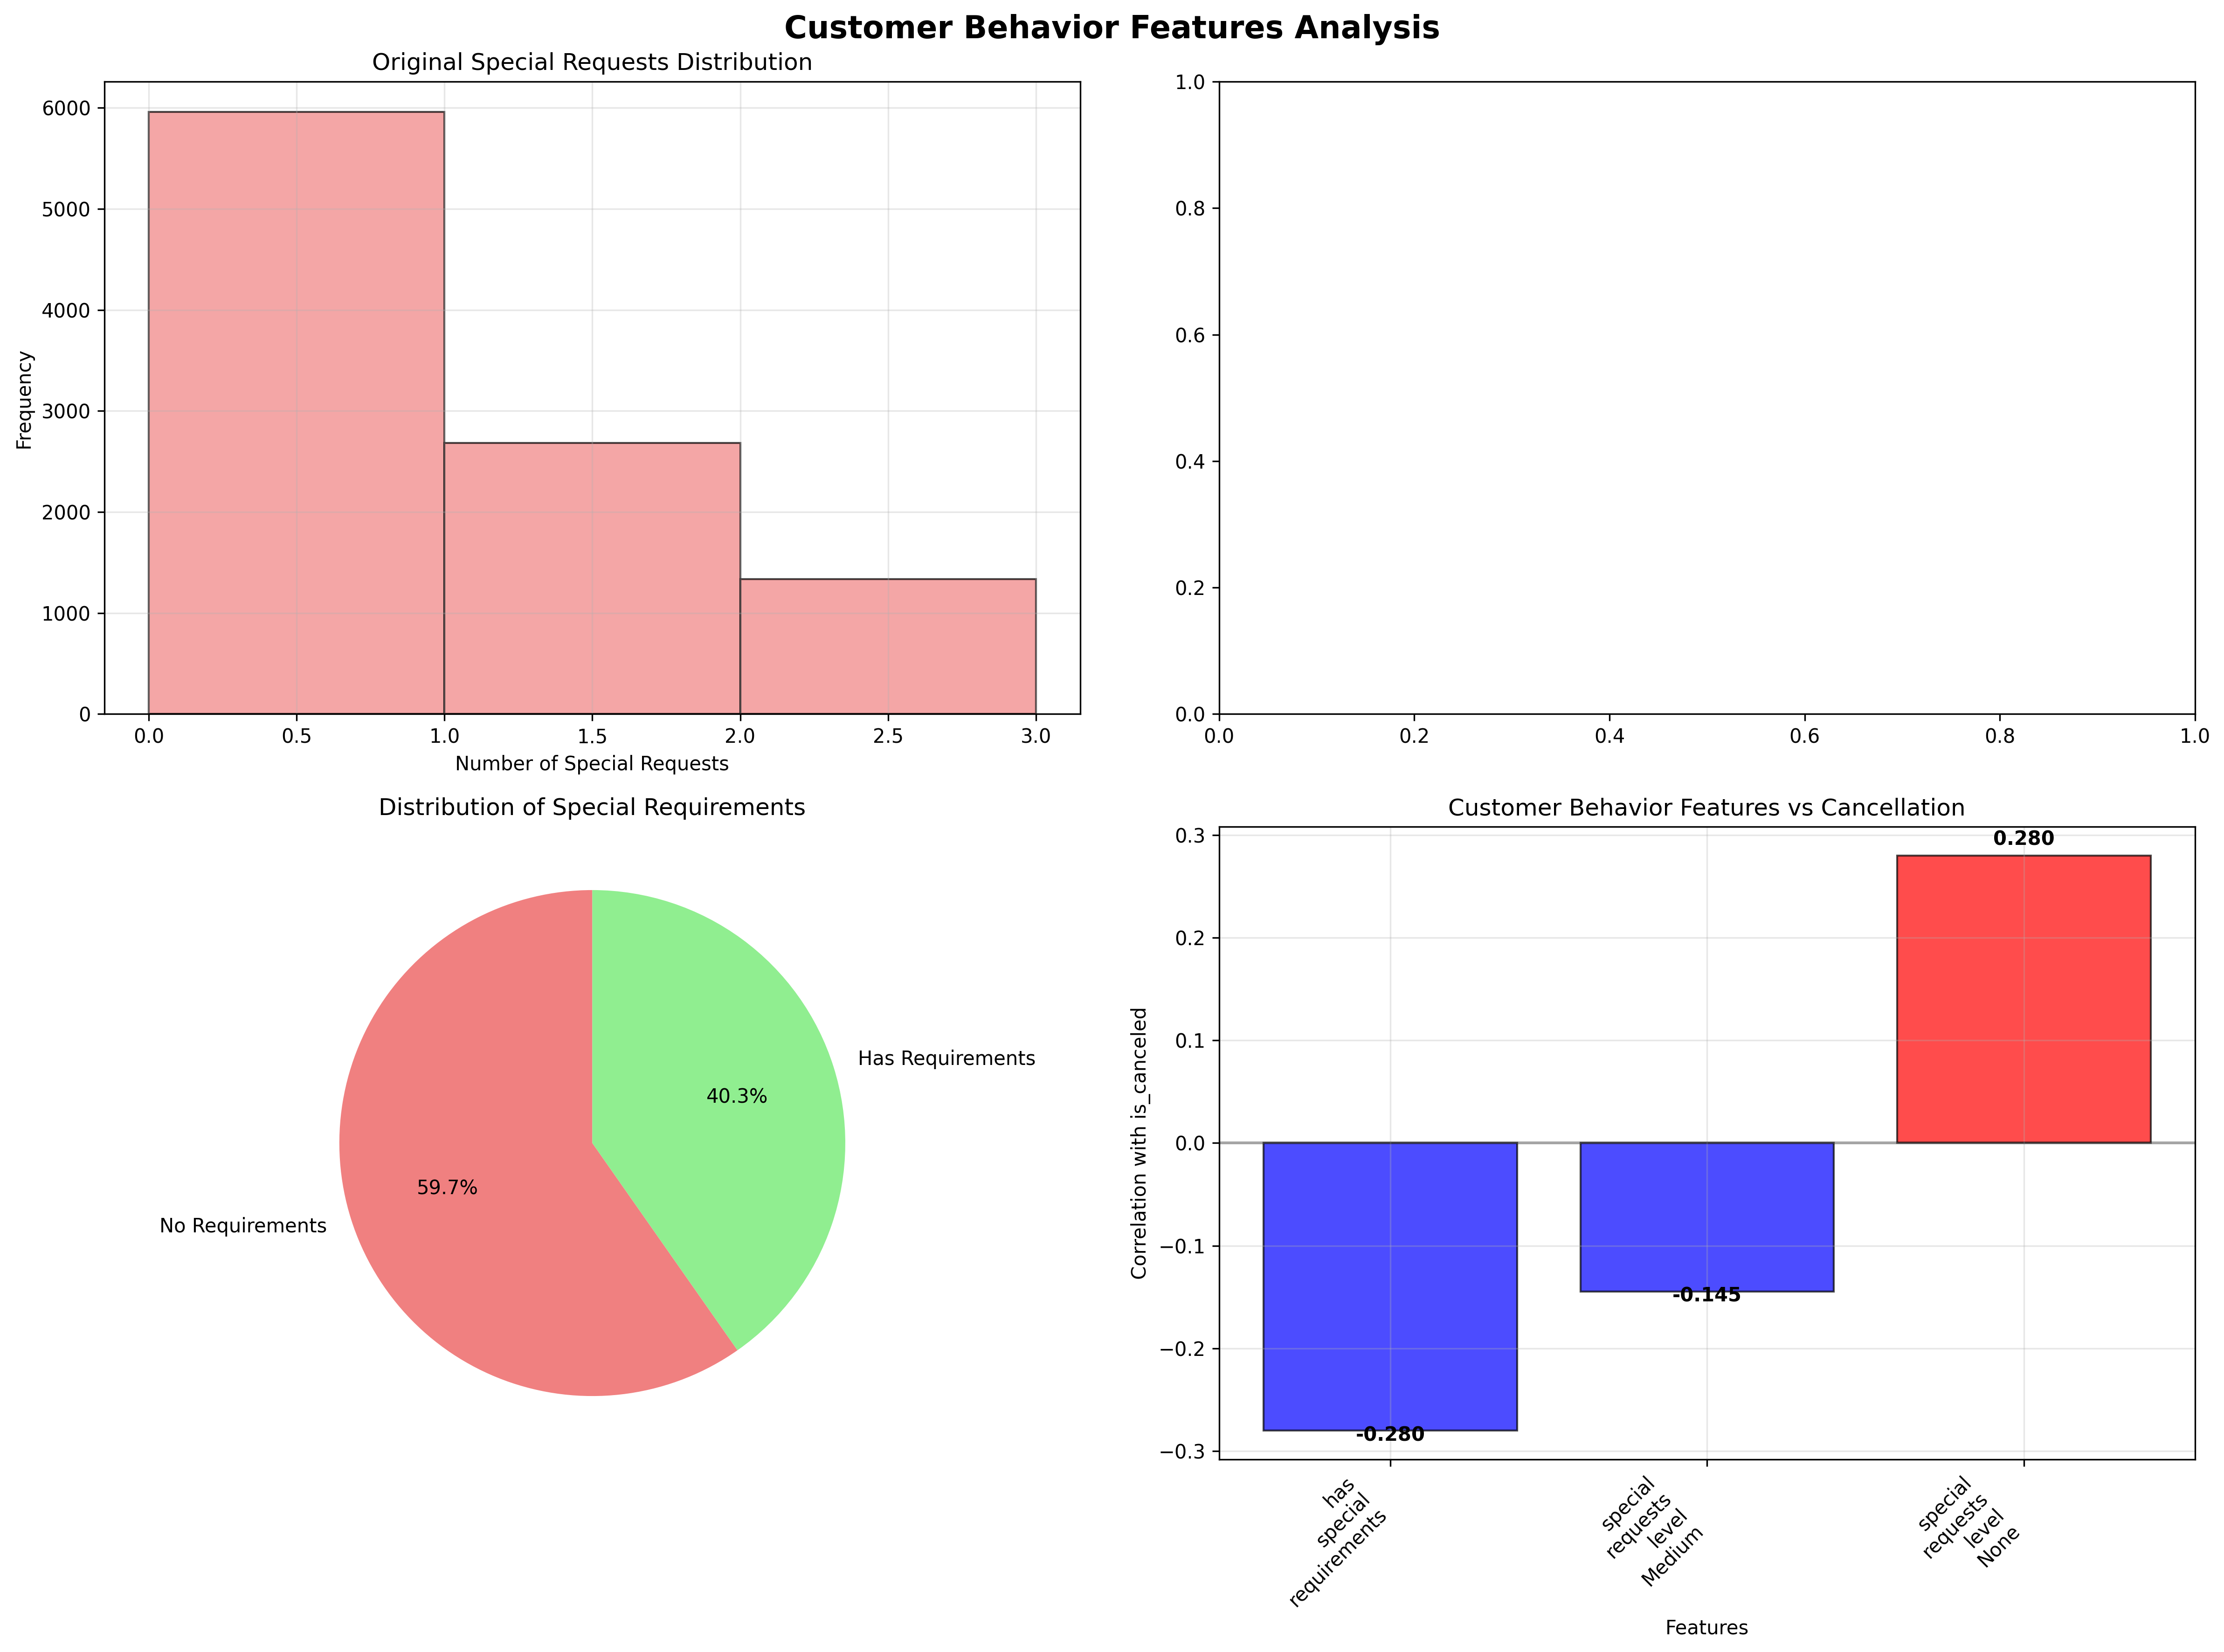 Customer Behavior Features Analysis
Original Special Requests Distribution
6000
5000
4000
3000
2000
1000
0
Frequency
0.0 0.5 1.0 1.5 2.0 2.5 3.0
Number of Special Requests
1.0
0.8
0.6
0.4
0.2
0.0
0.0 0.2 0.4 0.6 0.8 1.0
Distribution of Special Requirements
Has Requirements
40.3%
59.7%
No Requirements
Customer Behavior Features vs Cancellation
0.3
0.2
0.1
0.0
−0.1
−0.2
−0.3
Correlation with is_canceled
0.280
-0.145
-0.280
has
special
requirements
special
requests
level
Medium
special
requests
level
None
Features